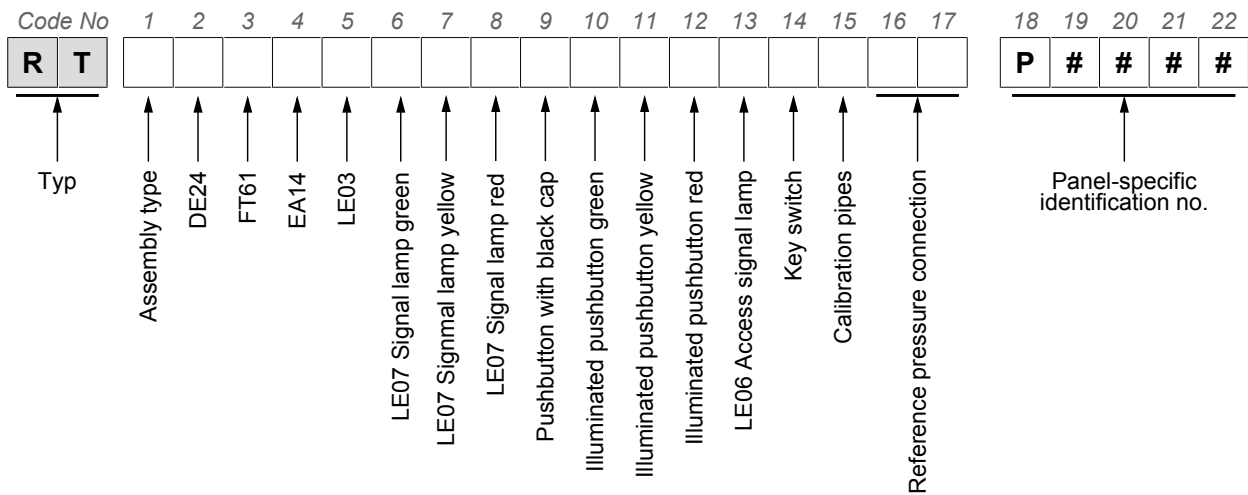 Code No 1 2 3 4 5 6 7 8 9 10 11 12 13 14 15 16 17 18 19 20 21 22
R T P # # # #
Typ
Assembly type
DE24
FT61
EA14
LE03
LE07 Signal lamp green
LE07 Signmal lamp yellow
LE07 Signal lamp red
Pushbutton with black cap
Illuminated pushbutton green
Illuminated pushbutton yellow
Illuminated pushbutton red
LE06 Access signal lamp
Key switch
Calibration pipes
Reference pressure connection
Panel-specific
identification no.